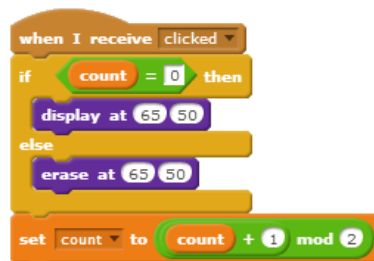 when I receive clicked
if count = 0 then
display at 65 50
else
erase at 65 50
set count to count + 1 mod 2